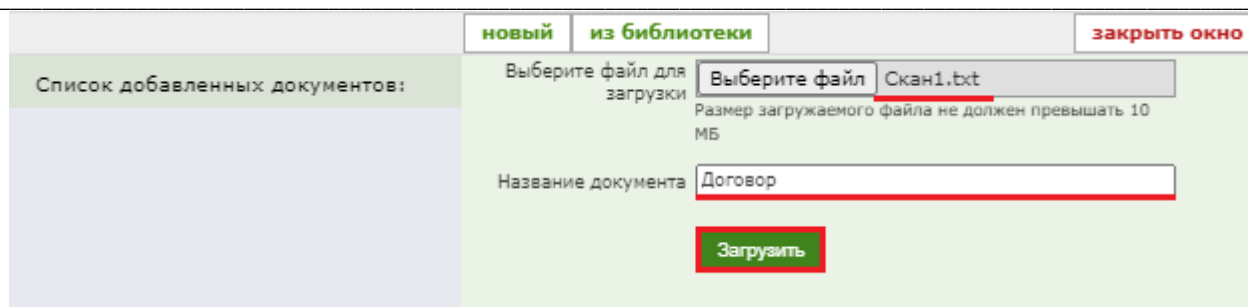 новый из библиотеки закрыть окно
Список добавленных документов:
Выберите файл для загрузки
Выберите файл Скан1.txt
Размер загружаемого файла не должен превышать 10
МБ
Название документа Договор
Загрузить